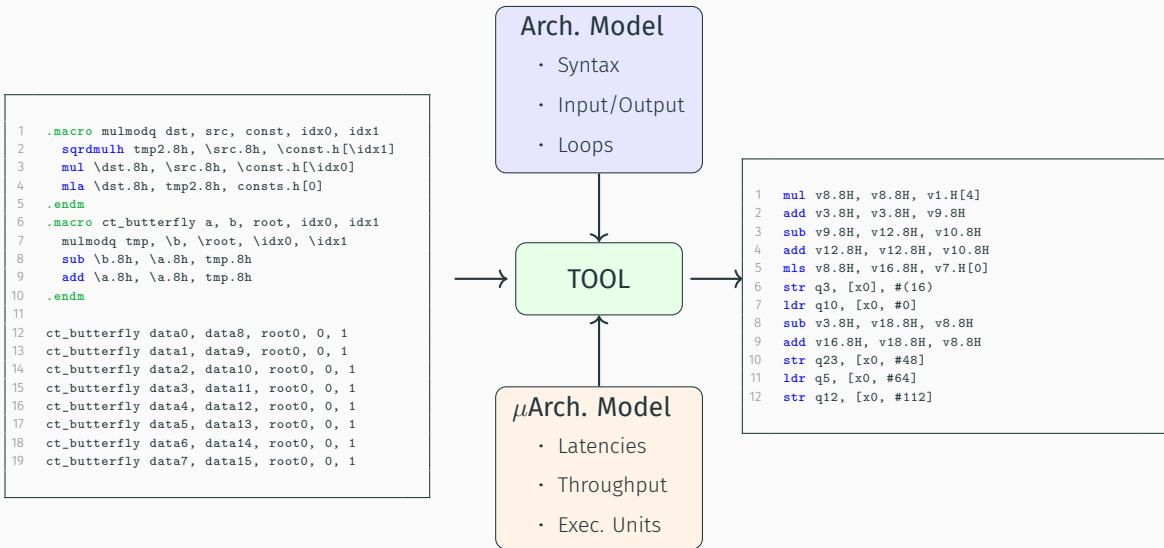 Arch. Model
· Syntax
· Input/Output
· Loops
1 .macro mulmodq dst, src, const, idx0, idx1
2 sqrdmulh tmp2.8h, \src.8h, \const.h[\idx1]
3 mul \dst.8h, \src.8h, \const.h[\idx0]
4 mla \dst.8h, tmp2.8h, consts.h[0]
5 .endm
6 .macro ct_butterfly a, b, root, idx0, idx1
7 mulmodq tmp, \b, \root, \idx0, \idx1
8 sub \b.8h, \a.8h, tmp.8h
9 add \a.8h, \a.8h, tmp.8h
10 .endm
11
12 ct_butterfly data0, data8, root0, 0, 1
13 ct_butterfly data1, data9, root0, 0, 1
14 ct_butterfly data2, data10, root0, 0, 1
15 ct_butterfly data3, data11, root0, 0, 1
16 ct_butterfly data4, data12, root0, 0, 1
17 ct_butterfly data5, data13, root0, 0, 1
18 ct_butterfly data6, data14, root0, 0, 1
19 ct_butterfly data7, data15, root0, 0, 1
TOOL
μArch. Model
· Latencies
· Throughput
· Exec. Units
1 mul v8.8H, v8.8H, v1.H[4]
2 add v3.8H, v3.8H, v9.8H
3 sub v9.8H, v12.8H, v10.8H
4 add v12.8H, v12.8H, v10.8H
5 mls v8.8H, v16.8H, v7.H[0]
6 str q3, [x0], #(16)
7 ldr q10, [x0, #0]
8 sub v3.8H, v18.8H, v8.8H
9 add v16.8H, v18.8H, v8.8H
10 str q23, [x0, #48]
11 ldr q5, [x0, #64]
12 str q12, [x0, #112]